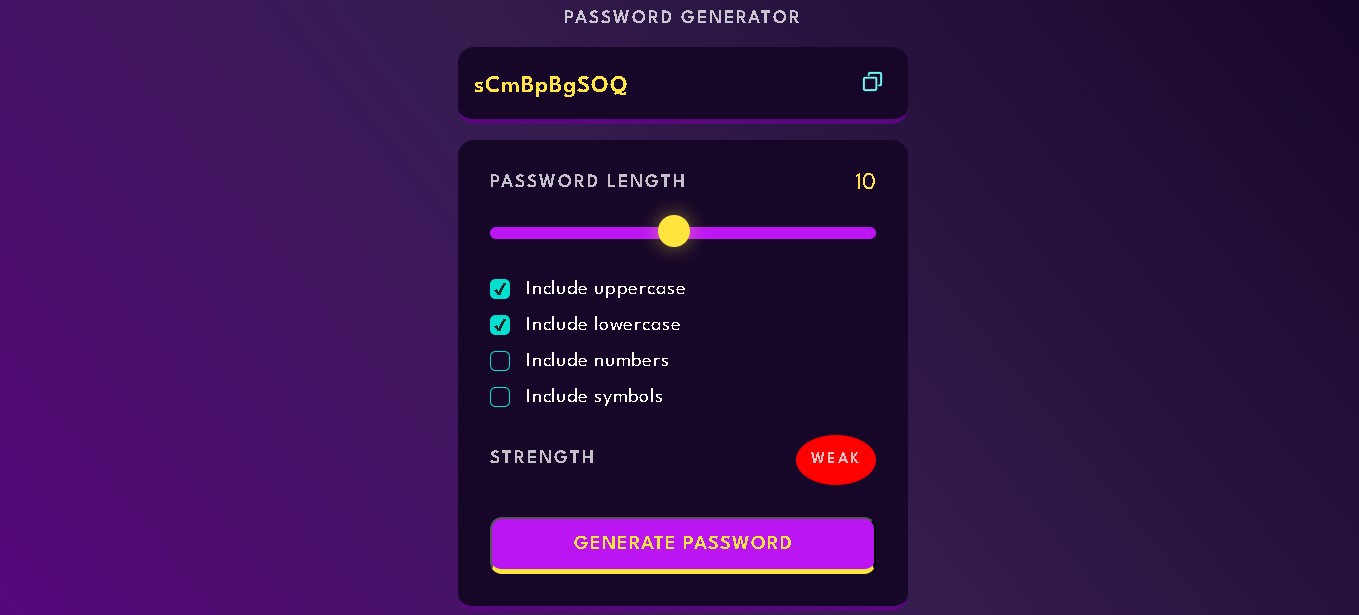 PASSWORD GENERATOR
sCmBpBgSOQ
PASSWORD LENGTH 10
Include uppercase
Include lowercase
Include numbers
Include symbols
STRENGTH WEAK
GENERATE PASSWORD